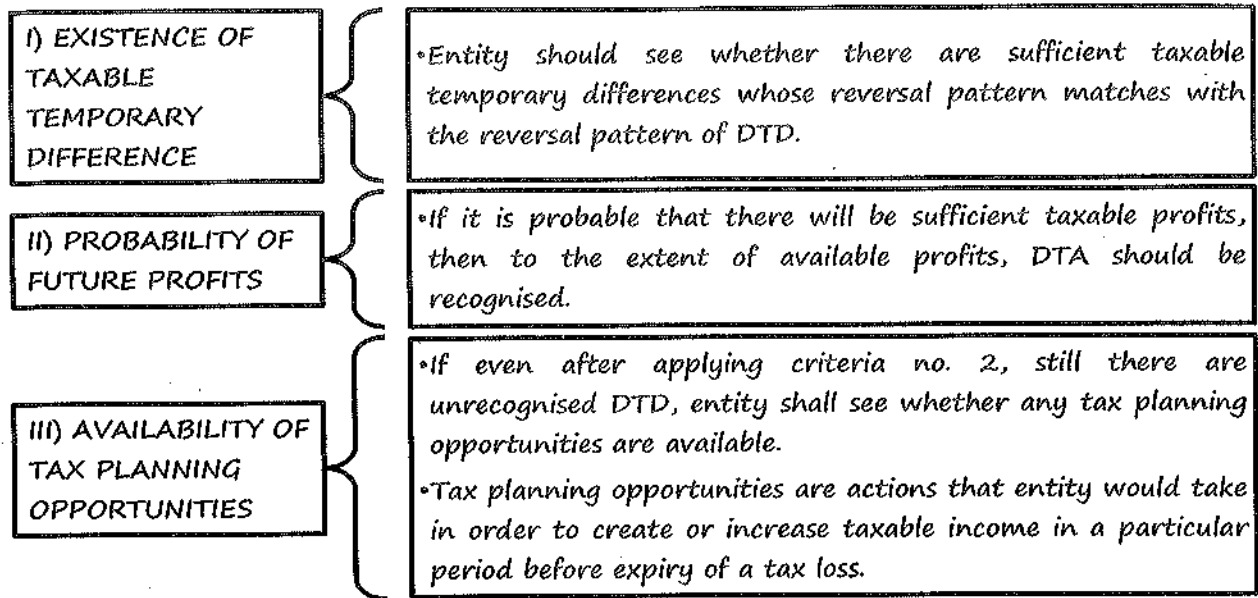 I) EXISTENCE OF
TAXABLE
TEMPORARY
DIFFERENCE
•Entity should see whether there are sufficient taxable
temporary differences whose reversal pattern matches with
the reversal pattern of DTD.
II) PROBABILITY OF
FUTURE PROFITS
•If it is probable that there will be sufficient taxable profits,
then to the extent of available profits, DTA should be
recognised.
III) AVAILABILITY OF
TAX PLANNING
OPPORTUNITIES
•If even after applying criteria no. 2, still there are
unrecognised DTD, entity shall see whether any tax planning
opportunities are available.
•Tax planning opportunities are actions that entity would take
in order to create or increase taxable income in a particular
period before expiry of a tax loss.